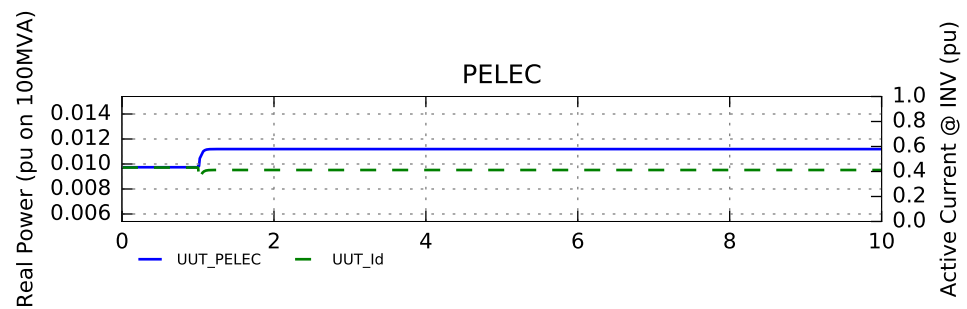 PELEC
Real Power (pu on 100MVA)
0.014
0.012
0.010
0.008
0.006
1.0
0.8
0.6
0.4
0.2
0.0
Active Current @ INV (pu)
0 2 4 6 8 10
UUT_PELEC UUT_Id